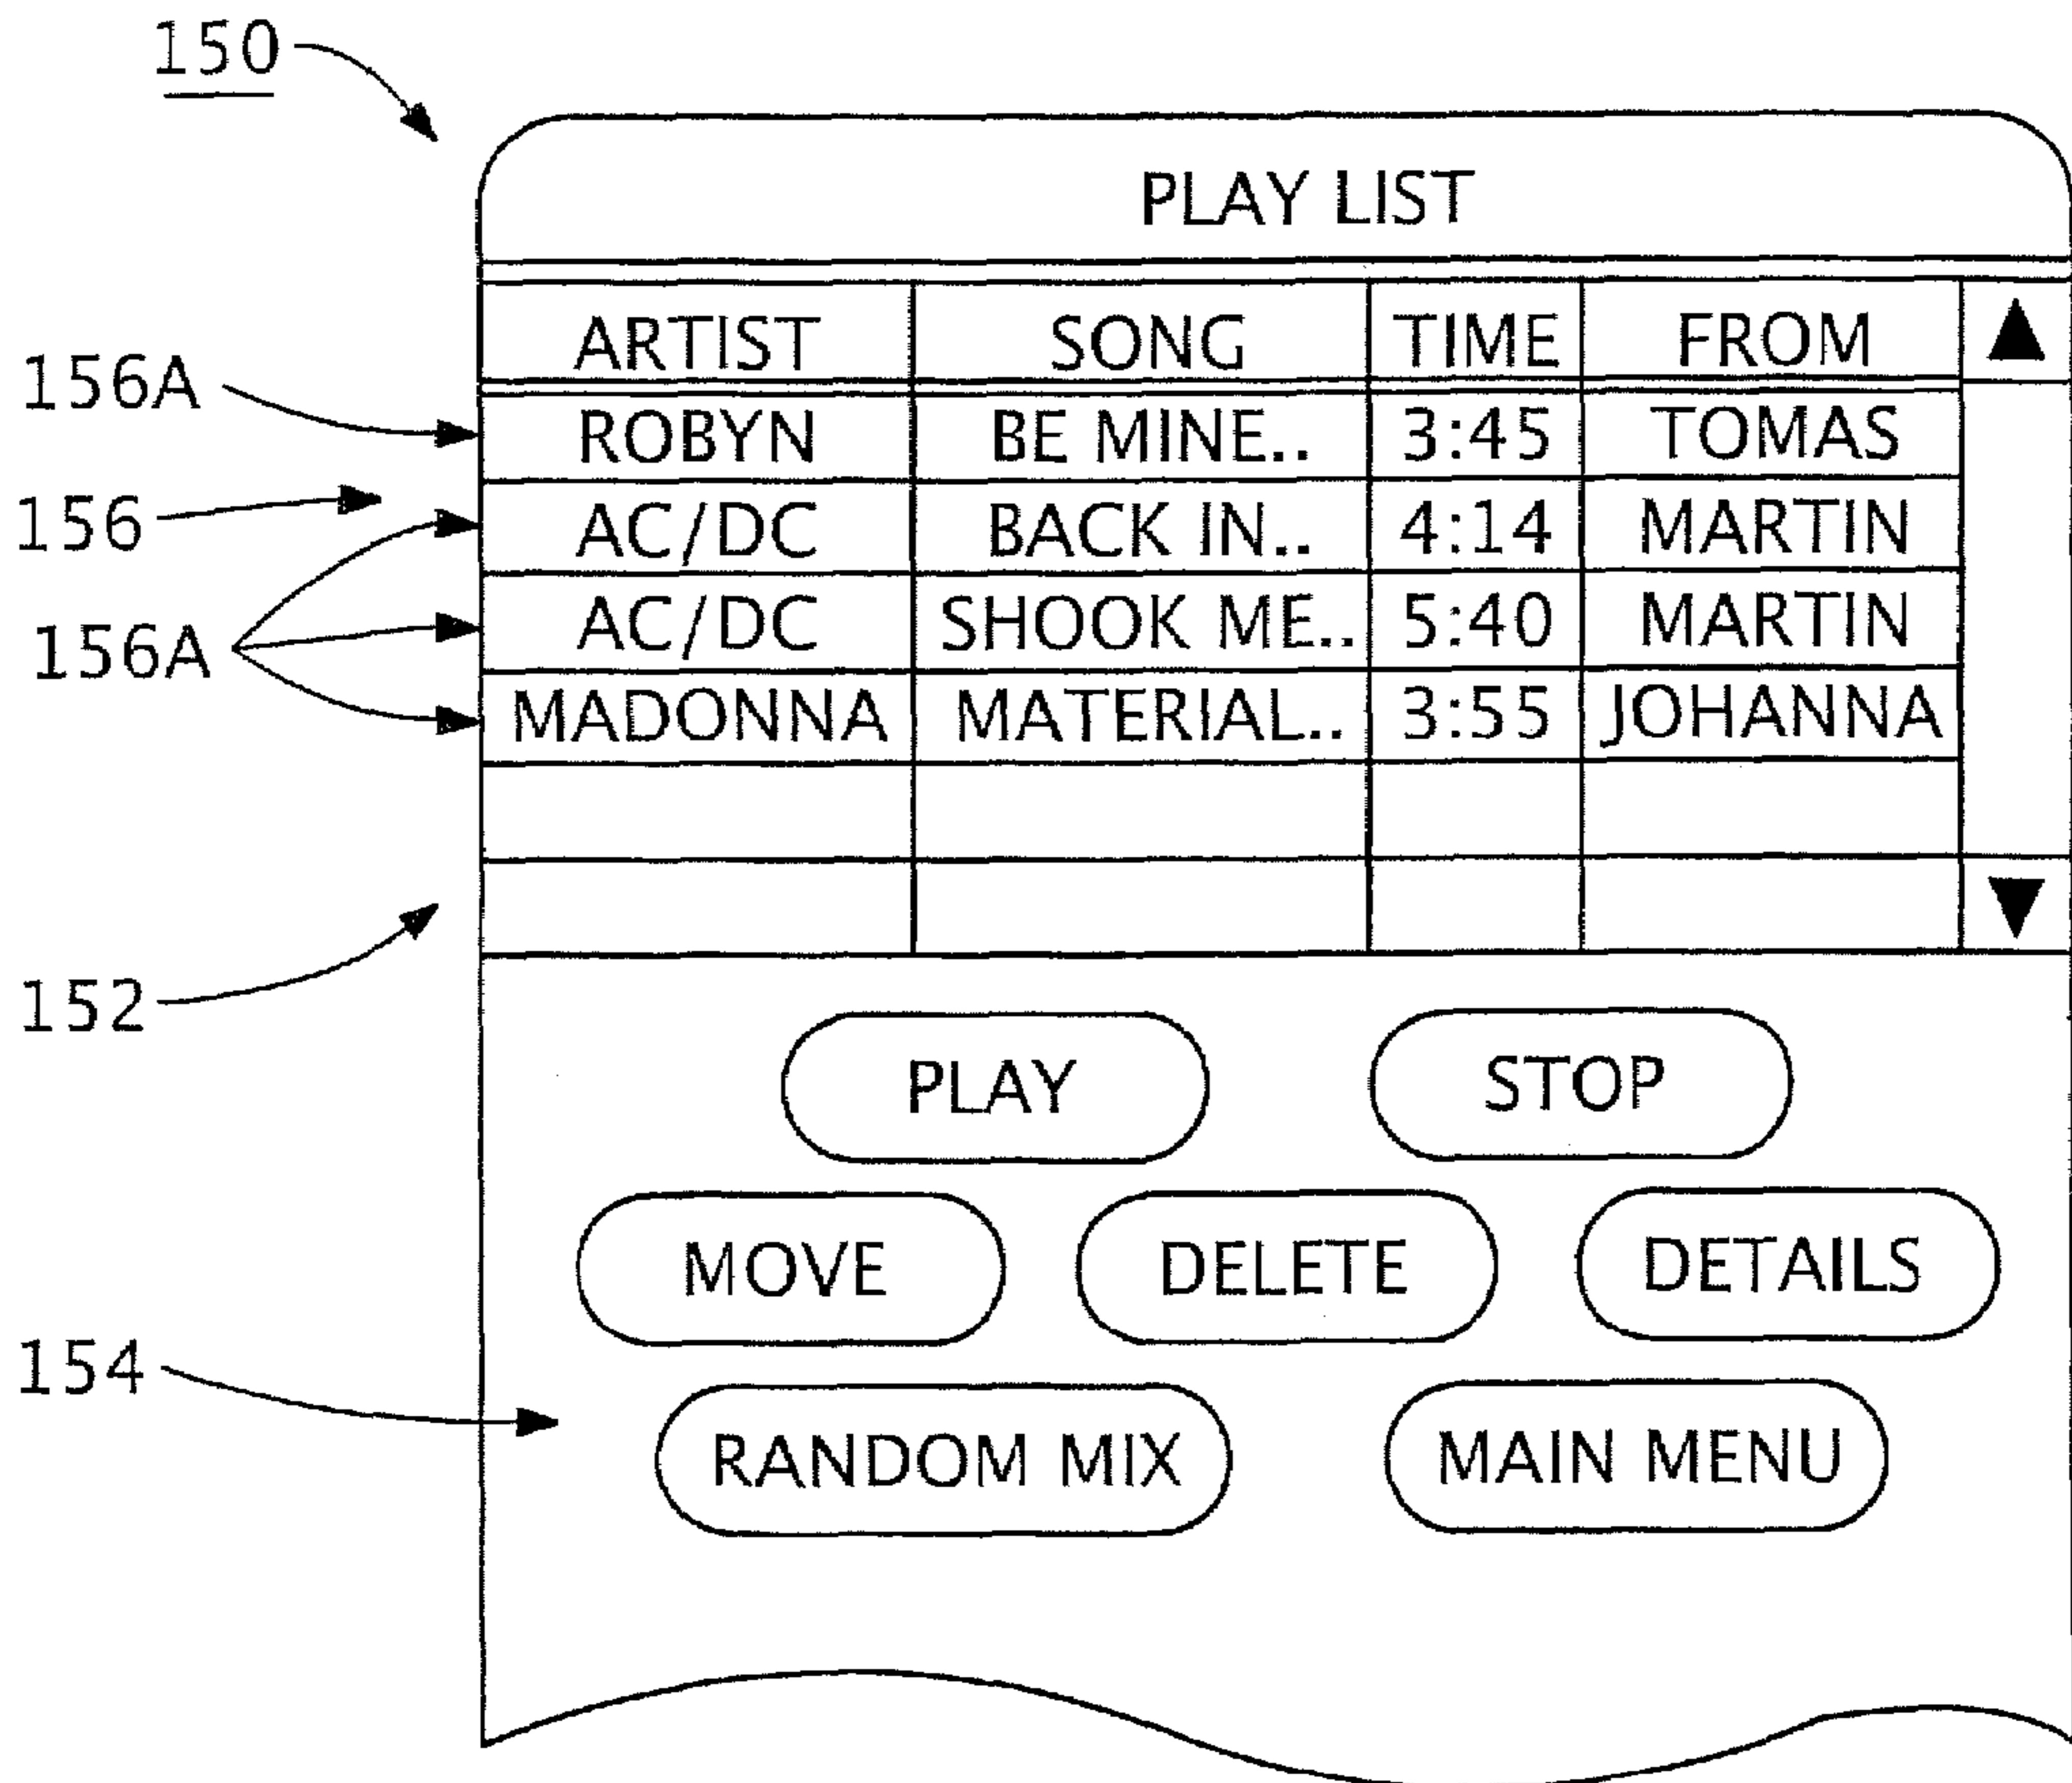 150
PLAY LIST
ARTIST SONG TIME FROM
156A
ROBYN BE MINE.. 3:45 TOMAS
156
AC/DC BACK IN.. 4:14 MARTIN
AC/DC SHOOK ME.. 5:40 MARTIN
156A
MADONNA MATERIAL.. 3:55 JOHANNA
152
PLAY STOP
MOVE DELETE DETAILS
154
RANDOM MIX MAIN MENU